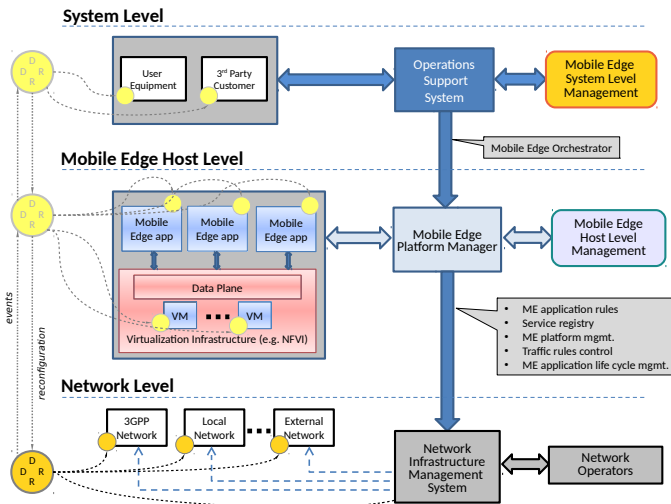 System Level
D
D D
R
User
Equipment
3rd Party
Customer
Operations
Support
System
Mobile Edge
System Level
Management
Mobile Edge Orchestrator
Mobile Edge Host Level
D
D D
R
Mobile
Edge app
Mobile
Edge app
Mobile
Edge app
Mobile Edge
Platform Manager
Mobile Edge
Host Level
Management
Data Plane
VM
VM
Virtualization Infrastructure (e.g. NFVI)
events
reconfiguration
• ME application rules
• Service registry
• ME platform mgmt.
• Traffic rules control
• ME application life cycle mgmt.
Network Level
3GPP
Network
Local
Network
External
Network
D
D R
R
Network
Infrastructure
Management
System
Network
Operators